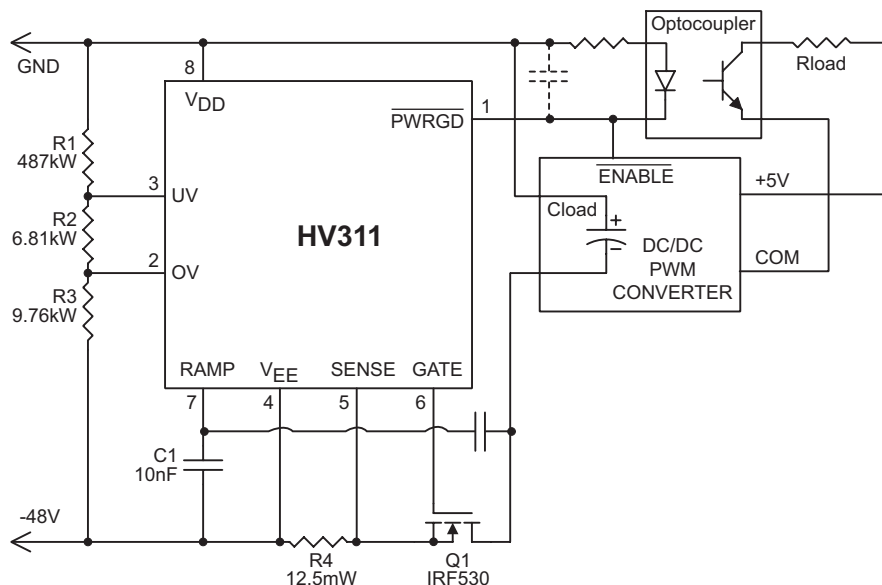 Optocoupler
GND
Rload
8
VDD
1
PWRGD
R1
487kW
ENABLE
+5V
3
UV
Cload
+
R2
6.81kW
HV311
DC/DC
PWM
CONVERTER
–
COM
2
OV
R3
9.76kW
RAMP
VEE
SENSE
GATE
7
4
5
6
C1
10nF
-48V
R4
12.5mW
Q1
IRF530